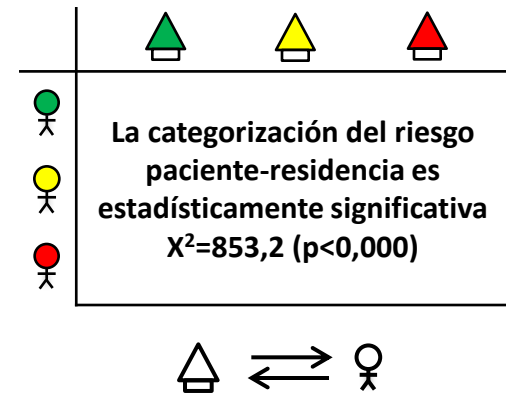 La categorización del riesgo
paciente-residencia es
estadísticamente significativa
X²=853,2 (p<0,000)